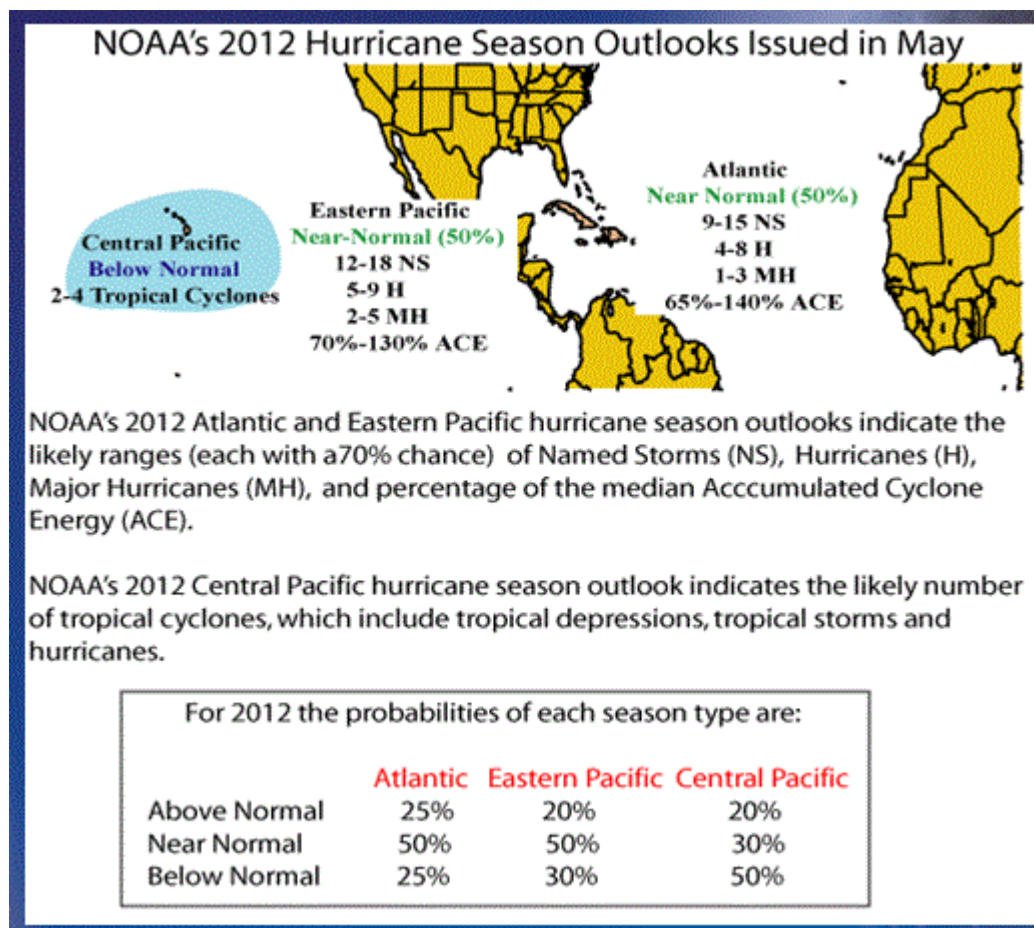 NOAA's 2012 Hurricane Season Outlooks Issued in May
Central Pacific
Below Normal
2-4 Tropical Cyclones
Eastern Pacific
Near-Normal (50%)
12-18 NS
5-9 H
2-5 MH
70%-130% ACE
Atlantic
Near Normal (50%)
9-15 NS
4-8 H
1-3 MH
65%-140% ACE
NOAA's 2012 Atlantic and Eastern Pacific hurricane season outlooks indicate the
likely ranges (each with a70% chance) of Named Storms (NS), Hurricanes (H),
Major Hurricanes (MH), and percentage of the median Acccumulated Cyclone
Energy (ACE).
NOAA's 2012 Central Pacific hurricane season outlook indicates the likely number
of tropical cyclones, which include tropical depressions, tropical storms and
hurricanes.
For 2012 the probabilities of each season type are:
Atlantic Eastern Pacific Central Pacific
Above Normal 25% 20% 20%
Near Normal 50% 50% 30%
Below Normal 25% 30% 50%